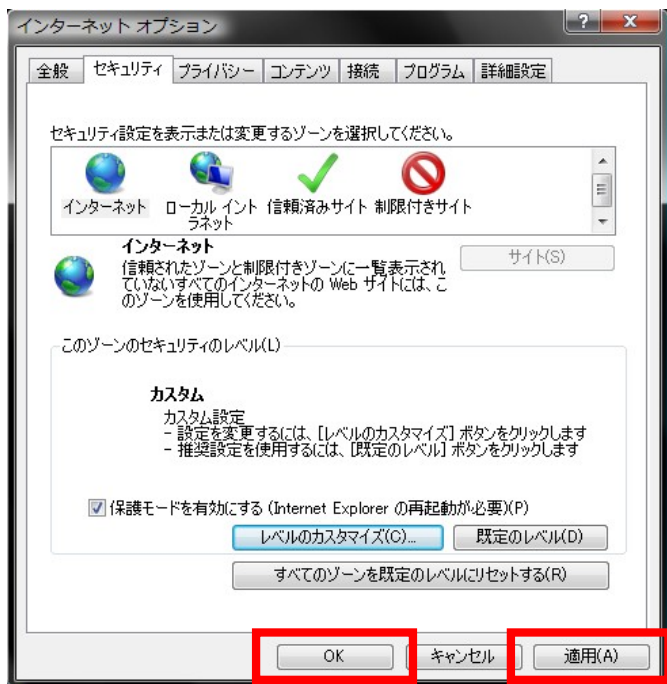 インターネット オプション
全般 セキュリティ プライバシー コンテンツ 接続 プログラム 詳細設定
セキュリティ設定を表示または変更するゾーンを選択してください。
インターネット ローカル イント 信頼済みサイト 制限付きサイト
ラネット
インターネット
サイト(S)
信頼されたゾーンと制限付きゾーンに一覧表示され
ていないすべてのインターネットの Web サイトには、こ
のゾーンを使用してください。
このゾーンのセキュリティのレベル(L)
カスタム
カスタム設定
- 設定を変更するには、[レベルのカスタマイズ] ボタンをクリックします
- 推奨設定を使用するには、[既定のレベル] ボタンをクリックします
保護モードを有効にする (Internet Explorer の再起動が必要)(P)
レベルのカスタマイズ(C)... 既定のレベル(D)
すべてのゾーンを既定のレベルにリセットする(R)
OK キャンセル 適用(A)